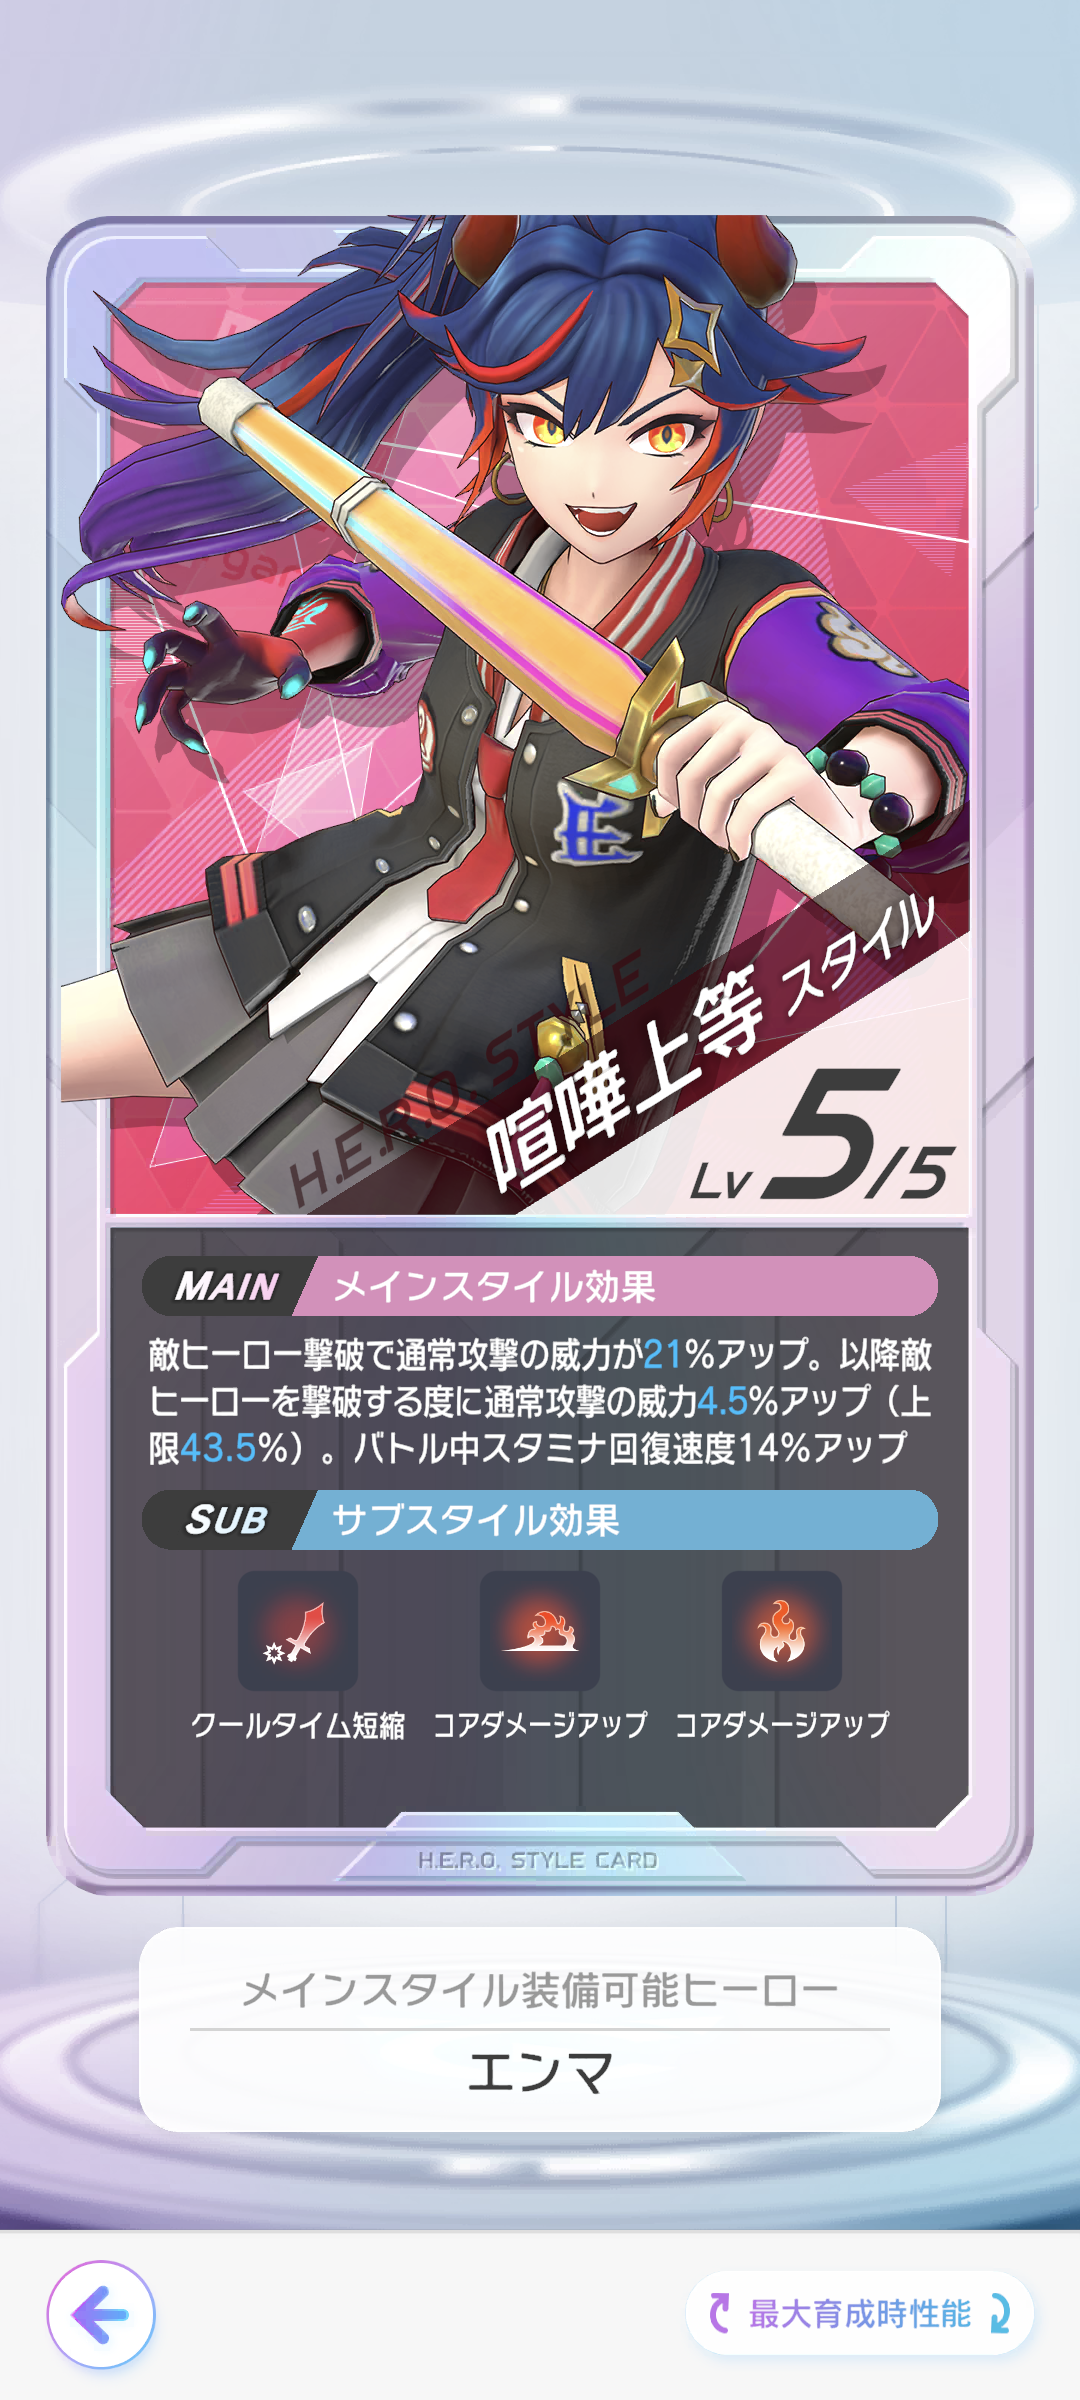 喧嘩上等 スタイル
H.E.R.O. STYLE
Lv 5/5
MAIN メインスタイル効果
敵ヒーロー撃破で通常攻撃の威力が21%アップ。以降敵
ヒーローを撃破する度に通常攻撃の威力4.5%アップ（上
限43.5%）。バトル中スタミナ回復速度14%アップ
SUB サブスタイル効果
クールタイム短縮 コアダメージアップ コアダメージアップ
H.E.R.O. STYLE CARD
メインスタイル装備可能ヒーロー
エンマ
最大育成時性能